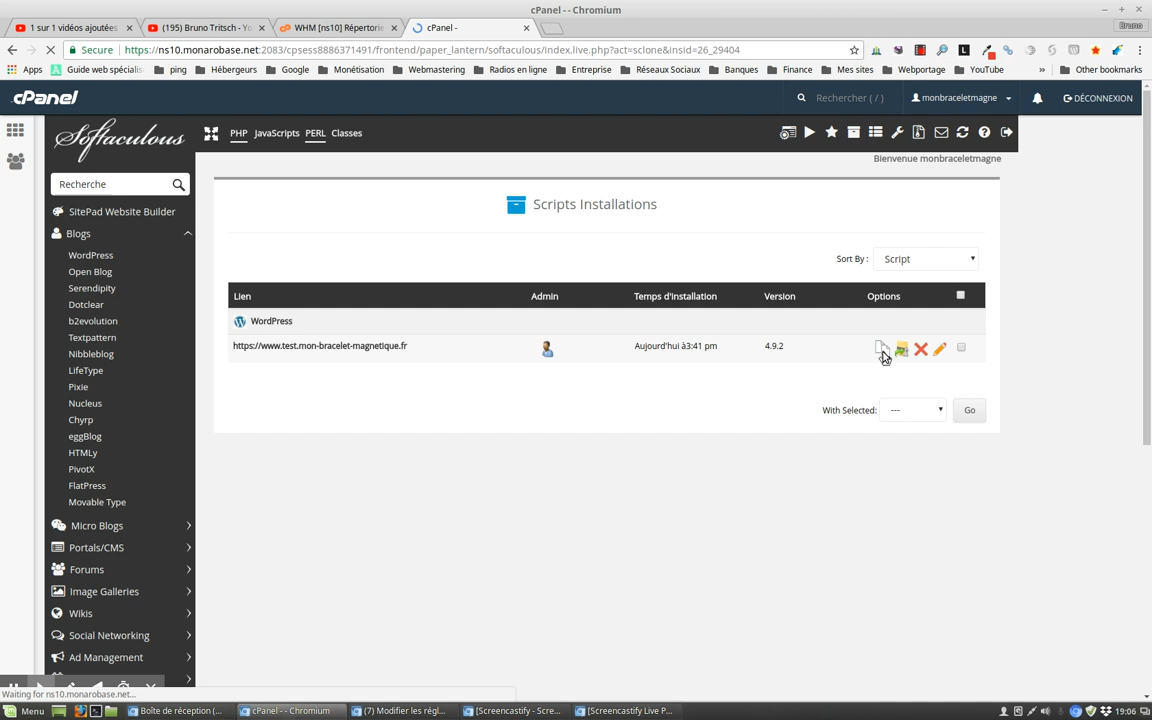 cPanel - - Chromium
1 sur 1 vidéos ajoutées
(195) Bruno Tritsch - Yo
WHM [ns10] Répertorie
cPanel -
Bruno
Secure https://ns10.monarobase.net:2083/cpsess8886371491/frontend/paper_lantern/softaculous/index.live.php?act=sclone&insid=26_29404
Apps Guide web spécialis ping Hébergeurs Google Monétisation Webmastering Radios en ligne Entreprise Réseaux Sociaux Banques Finance Mes sites Webportage YouTube » Other bookmarks
cPanel Rechercher ( / ) monbraceletmagne DÉCONNEXION
Softaculous PHP JavaScripts PERL Classes
Bienvenue monbraceletmagne
Recherche
SitePad Website Builder
Blogs
WordPress
Open Blog
Serendipity
Dotclear
b2evolution
Textpattern
Nibbleblog
LifeType
Pixie
Nucleus
Chyrp
eggBlog
HTMLy
PivotX
FlatPress
Movable Type
Micro Blogs
Portals/CMS
Forums
Image Galleries
Wikis
Social Networking
Ad Management
Scripts Installations
Sort By : Script
Lien Admin Temps d'installation Version Options
WordPress
https://www.test.mon-bracelet-magnetique.fr Aujourd'hui à3:41 pm 4.9.2
With Selected: --- Go
Waiting for ns10.monarobase.net...
Menu Boîte de réception (... cPanel - - Chromium (7) Modifier les régl... [Screencastify - Scre... [Screencastify Live P... 19:06